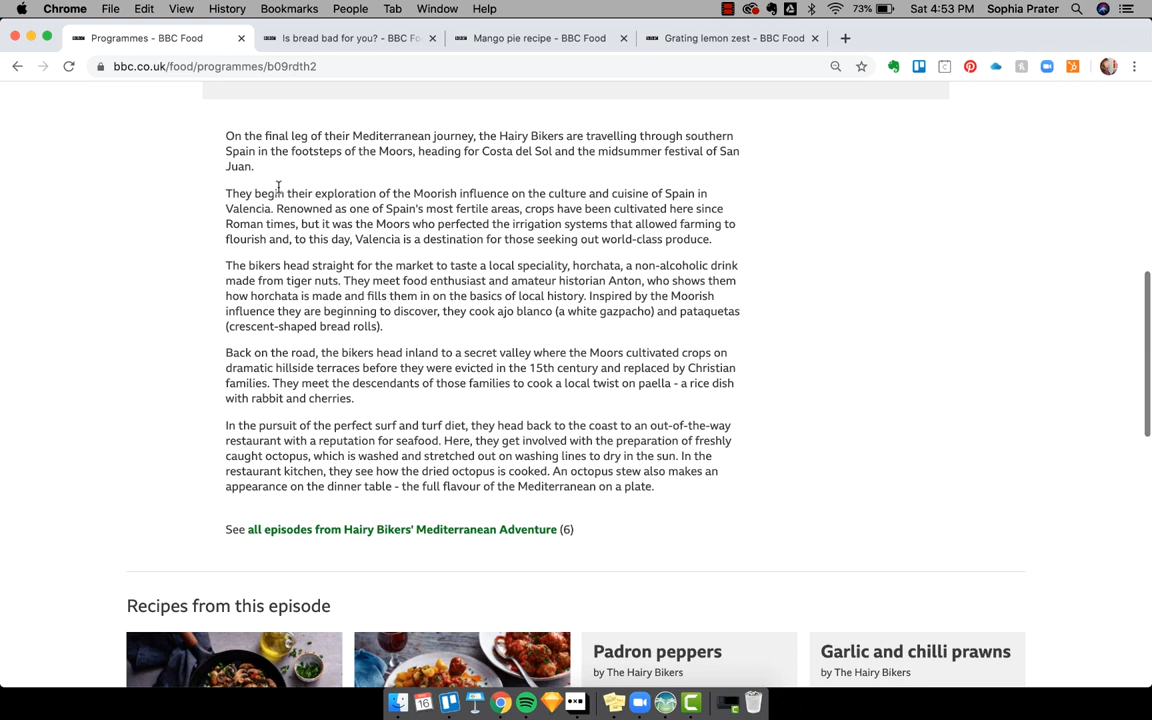 Chrome File Edit View History Bookmarks People Tab Window Help 73% Sat 4:53 PM Sophia Prater
BBC Programmes - BBC Food BBC Is bread bad for you? - BBC Fo BBC Mango pie recipe - BBC Food BBC Grating lemon zest - BBC Food
bbc.co.uk/food/programmes/b09rdth2
On the final leg of their Mediterranean journey, the Hairy Bikers are travelling through southern
Spain in the footsteps of the Moors, heading for Costa del Sol and the midsummer festival of San
Juan.
They begin their exploration of the Moorish influence on the culture and cuisine of Spain in
Valencia. Renowned as one of Spain's most fertile areas, crops have been cultivated here since
Roman times, but it was the Moors who perfected the irrigation systems that allowed farming to
flourish and, to this day, Valencia is a destination for those seeking out world-class produce.
The bikers head straight for the market to taste a local speciality, horchata, a non-alcoholic drink
made from tiger nuts. They meet food enthusiast and amateur historian Anton, who shows them
how horchata is made and fills them in on the basics of local history. Inspired by the Moorish
influence they are beginning to discover, they cook ajo blanco (a white gazpacho) and pataquetas
(crescent-shaped bread rolls).
Back on the road, the bikers head inland to a secret valley where the Moors cultivated crops on
dramatic hillside terraces before they were evicted in the 15th century and replaced by Christian
families. They meet the descendants of those families to cook a local twist on paella - a rice dish
with rabbit and cherries.
In the pursuit of the perfect surf and turf diet, they head back to the coast to an out-of-the-way
restaurant with a reputation for seafood. Here, they get involved with the preparation of freshly
caught octopus, which is washed and stretched out on washing lines to dry in the sun. In the
restaurant kitchen, they see how the dried octopus is cooked. An octopus stew also makes an
appearance on the dinner table - the full flavour of the Mediterranean on a plate.
See all episodes from Hairy Bikers' Mediterranean Adventure (6)
Recipes from this episode
Padron peppers
by The Hairy Bikers
Garlic and chilli prawns
by The Hairy Bikers
16